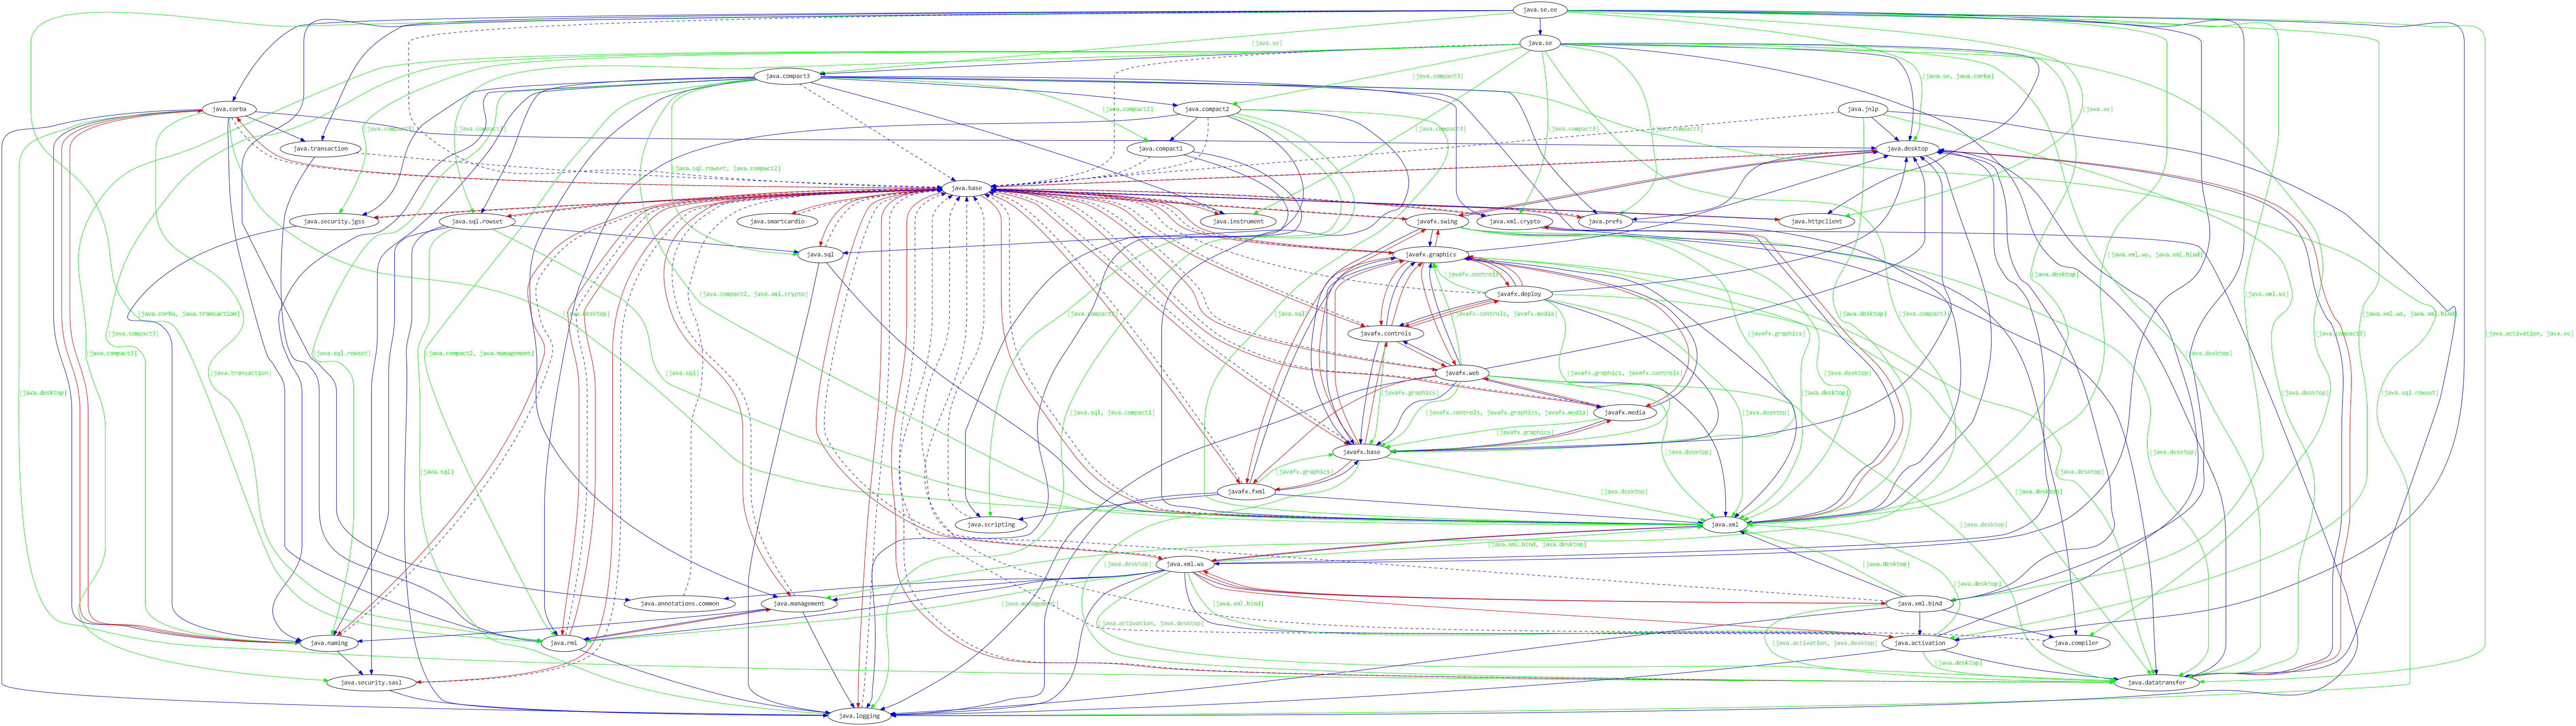 java.se.ee
java.se
[java.se]
java.compact3
[java.compact3]
[java.se, java.corba]
java.corba
java.compact2
java.jnlp
[java.compact2]
[java.se]
[java.compact3]
[java.compact3]
[java.compact3]
[java.compact3]
[java.compact3]
java.transaction
java.compact1
java.desktop
[java.sql.rowset, java.compact2]
java.base
java.security.jgss
java.sql.rowset
java.smartcardio
java.instrument
javafx.swing
java.xml.crypto
java.prefs
java.httpclient
java.sql
javafx.graphics
[java.xml.ws, java.xml.bind]
[javafx.controls]
[java.desktop]
[java.compact2, java.xml.crypto]
javafx.deploy
[java.xml.ws]
[java.corba, java.transaction]
[java.desktop]
[java.compact1]
[java.sql]
[javafx.controls, javafx.media]
[java.desktop]
[java.compact3]
[java.xml.ws, java.xml.bind]
[java.compact3]
javafx.controls
[javafx.graphics]
[java.compact3]
[java.desktop]
[java.compact3]
[java.activation, java.se]
[java.compact3]
[java.sql.rowset]
[java.compact2, java.management]
[java.desktop]
[java.desktop]
[java.transaction]
[java.sql]
javafx.web
[javafx.graphics, javafx.controls]
[java.desktop]
[javafx.graphics]
[java.desktop]
[java.sql.rowset]
[java.sql, java.compact1]
[javafx.controls, javafx.graphics, javafx.media]
javafx.media
[java.desktop]
[javafx.graphics]
javafx.base
[java.desktop]
[java.desktop]
[java.sql]
[javafx.graphics]
[java.desktop]
javafx.fxml
[java.desktop]
[java.desktop]
java.scripting
java.xml
[java.desktop]
[java.xml.bind, java.desktop]
[java.desktop]
java.xml.ws
[java.desktop]
[java.desktop]
java.annotations.common
java.management
[java.management]
[java.xml.bind]
java.xml.bind
[java.activation, java.desktop]
java.naming
java.rmi
[java.activation, java.desktop]
java.activation
java.compiler
[java.desktop]
java.security.sasl
java.datatransfer
java.logging